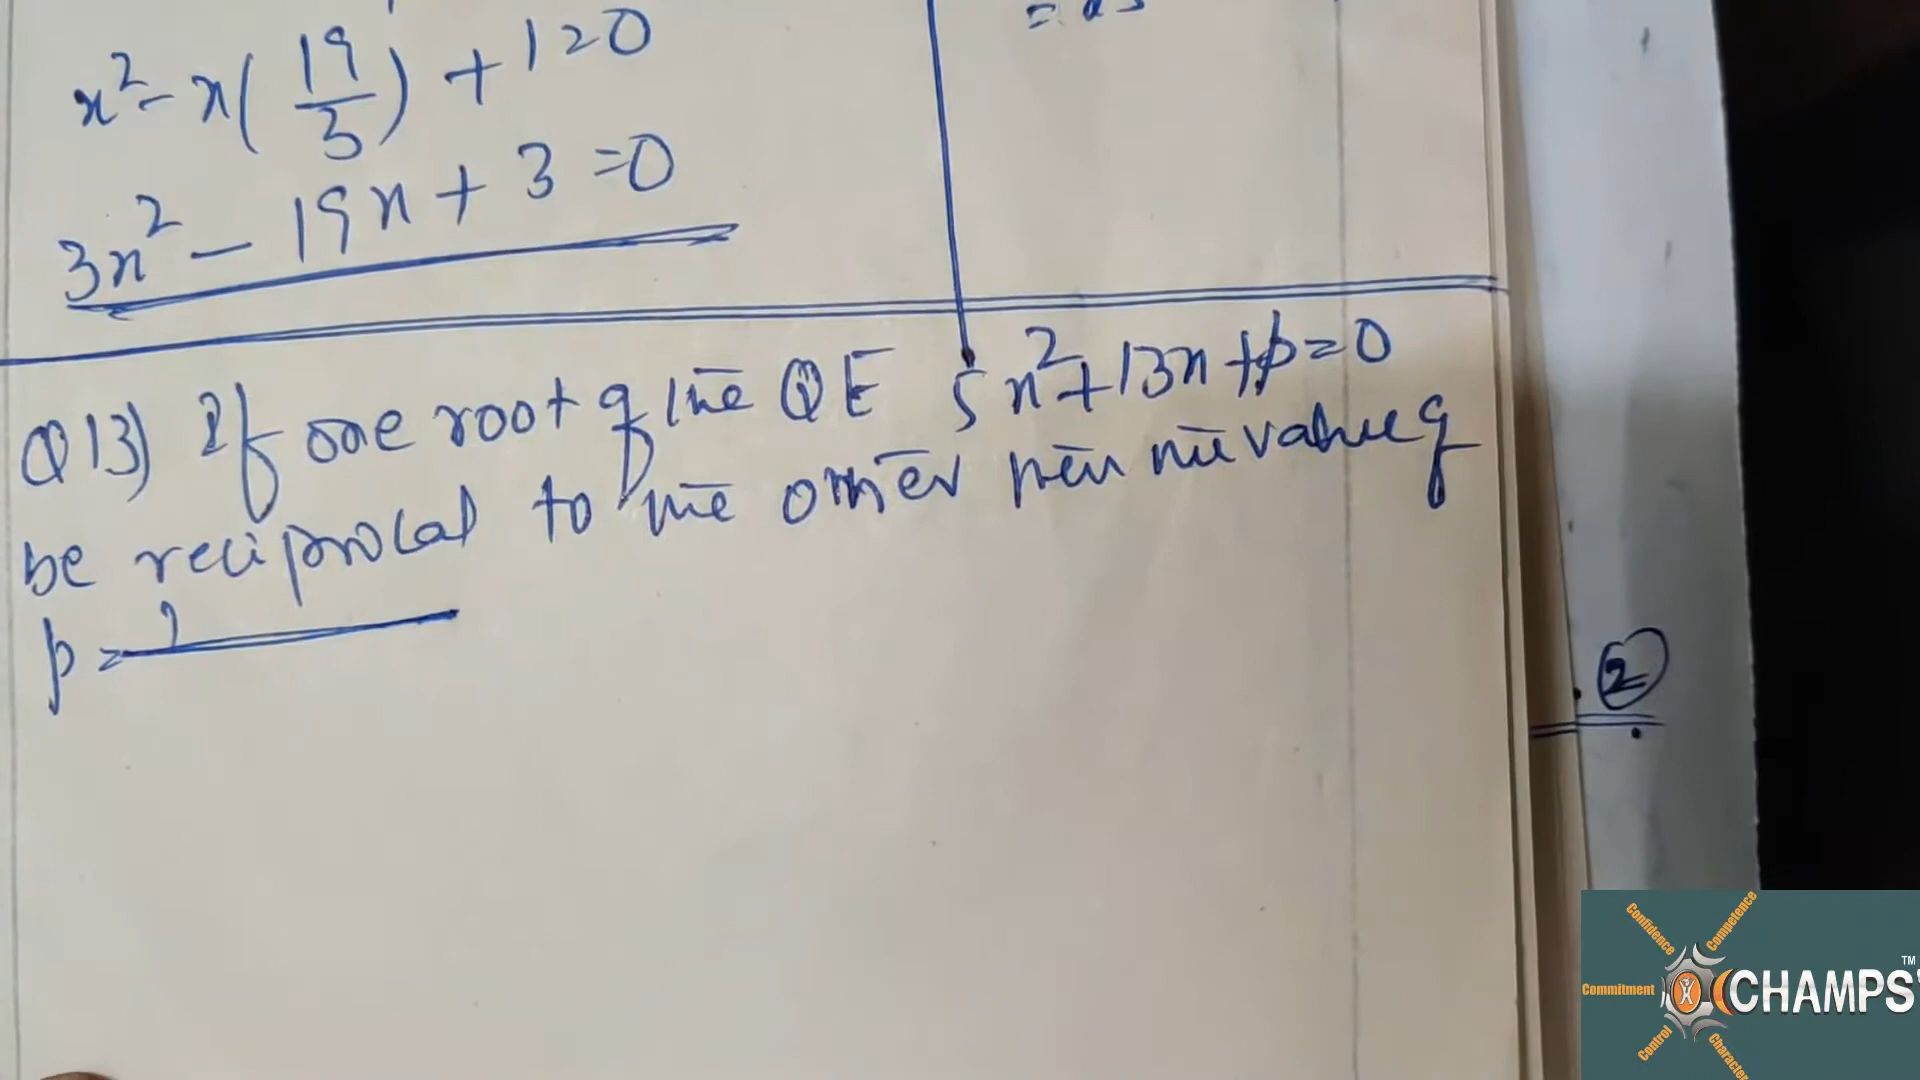 x² - x(19/3) + 1 = 0
3x² - 19x + 3 = 0
Q13) If one root of the QE 5x² + 13x + p = 0
be reciprocal to the other then the value of
p = ?
2
Confidence
Competence
Commitment
CHAMPS
TM
Control
Character